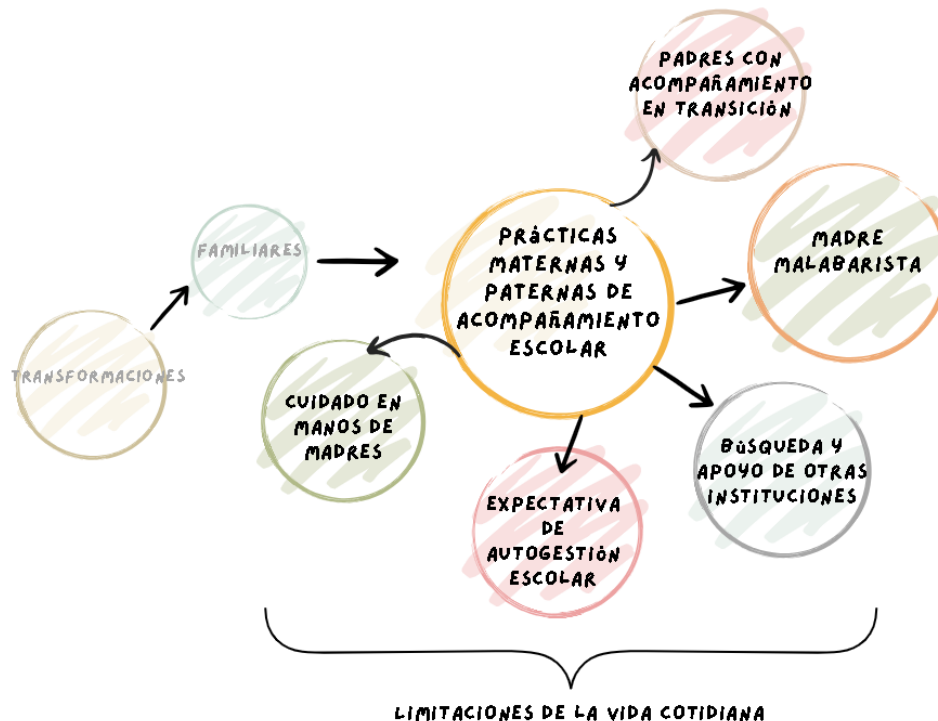 PADRES CON
ACOMPAÑAMIENTO
EN TRANSICIÓN
FAMILIARES
TRANSFORMACIONES
PRÁCTICAS
MATERNAS Y
PATERNAS DE
ACOMPAÑAMIENTO
ESCOLAR
MADRE
MALABARISTA
CUIDADO EN
MANOS DE
MADRES
EXPECTATIVA
DE
AUTOGESTIÓN
ESCOLAR
BÚSQUEDA Y
APOYO DE OTRAS
INSTITUCIONES
LIMITACIONES DE LA VIDA COTIDIANA